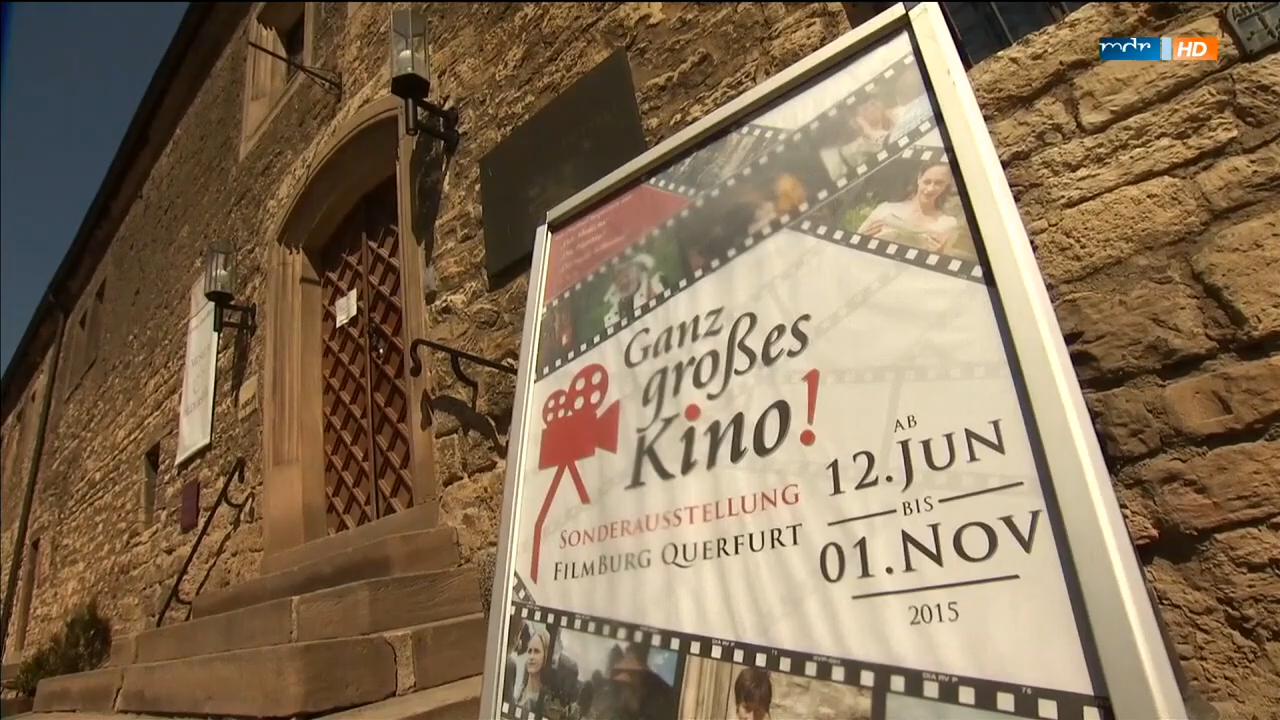 mdr HD
Ganz
großes
Kino!
SONDERAUSSTELLUNG
FILMBURG QUERFURT
AB
12.JUN
BIS
01.NOV
2015